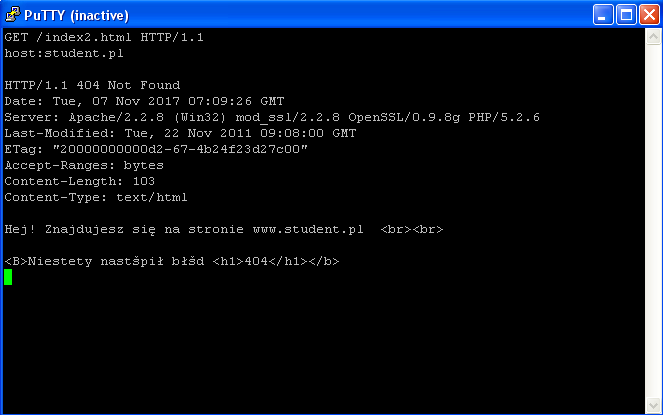 PuTTY (inactive)
GET /index2.html HTTP/1.1
host:student.pl
HTTP/1.1 404 Not Found
Date: Tue, 07 Nov 2017 07:09:26 GMT
Server: Apache/2.2.8 (Win32) mod_ssl/2.2.8 OpenSSL/0.9.8g PHP/5.2.6
Last-Modified: Tue, 22 Nov 2011 09:08:00 GMT
ETag: "20000000000d2-67-4b24f23d27c00"
Accept-Ranges: bytes
Content-Length: 103
Content-Type: text/html
Hej! Znajdujesz się na stronie www.student.pl  <br><br>
<B>Niestety nastšpił błšd <h1>404</h1></b>